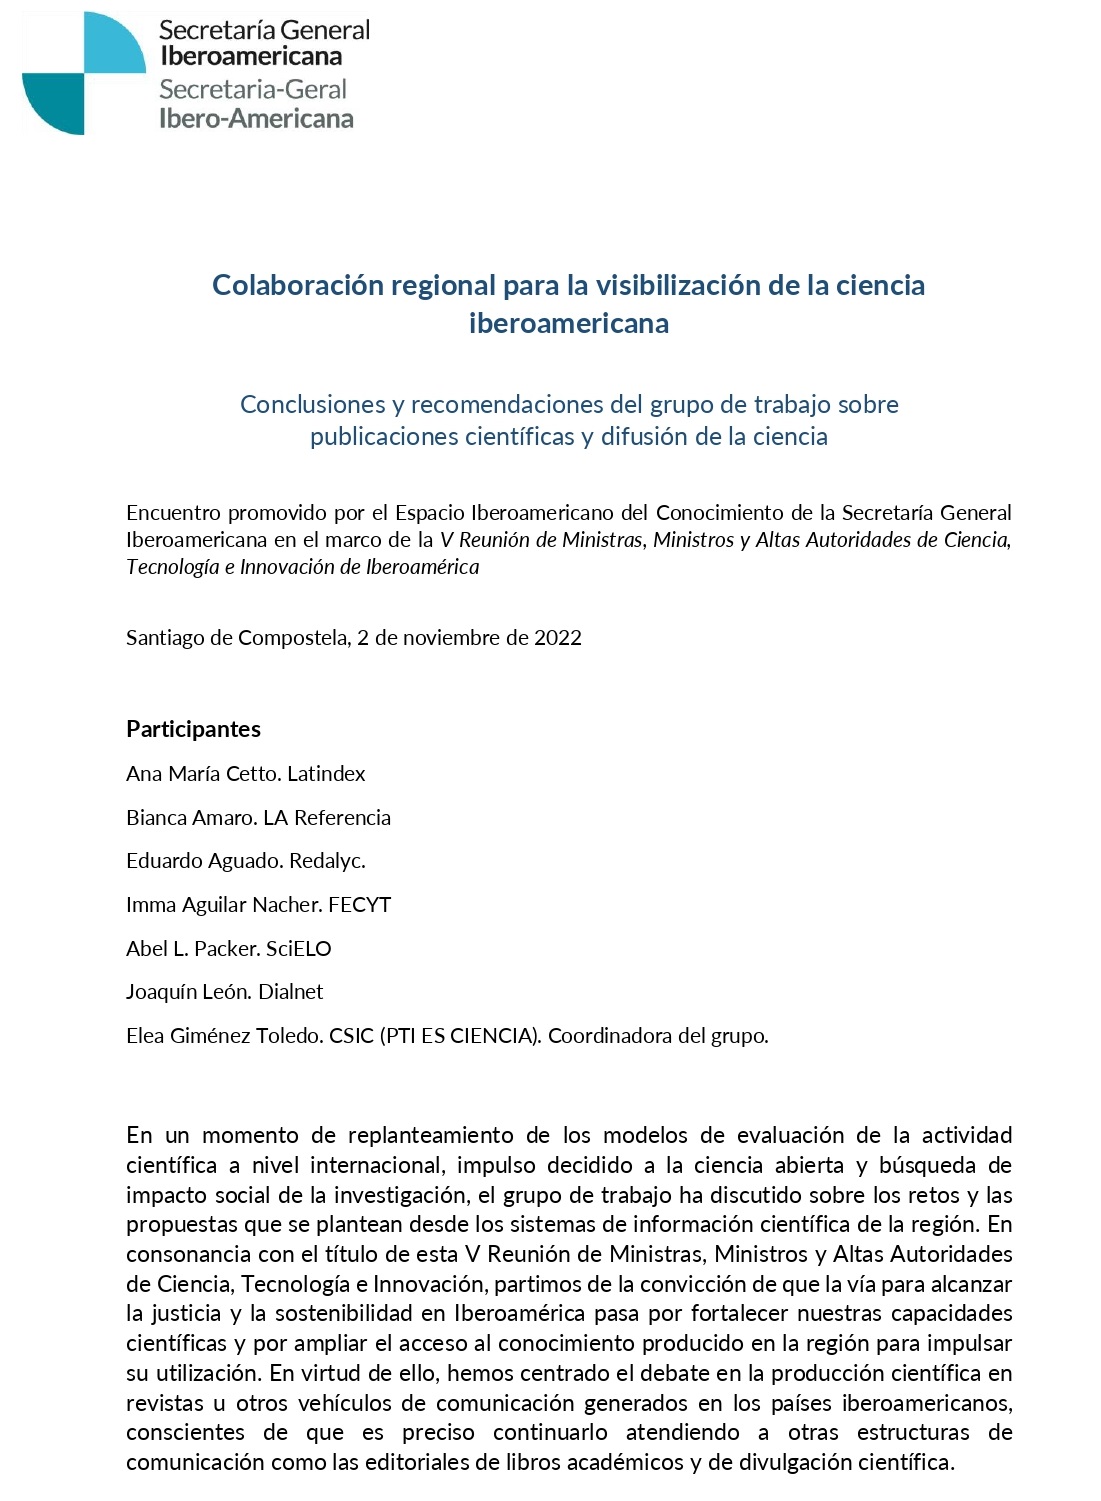 Secretaría General
Iberoamericana
Secretaria-Geral
Ibero-Americana
Colaboración regional para la visibilización de la ciencia
iberoamericana
Conclusiones y recomendaciones del grupo de trabajo sobre
publicaciones científicas y difusión de la ciencia
Encuentro promovido por el Espacio Iberoamericano del Conocimiento de la Secretaría General
Iberoamericana en el marco de la V Reunión de Ministras, Ministros y Altas Autoridades de Ciencia,
Tecnología e Innovación de Iberoamérica
Santiago de Compostela, 2 de noviembre de 2022
Participantes
Ana María Cetto. Latindex
Bianca Amaro. LA Referencia
Eduardo Aguado. Redalyc.
Imma Aguilar Nacher. FECYT
Abel L. Packer. SciELO
Joaquín León. Dialnet
Elea Giménez Toledo. CSIC (PTI ES CIENCIA). Coordinadora del grupo.
En un momento de replanteamiento de los modelos de evaluación de la actividad
científica a nivel internacional, impulso decidido a la ciencia abierta y búsqueda de
impacto social de la investigación, el grupo de trabajo ha discutido sobre los retos y las
propuestas que se plantean desde los sistemas de información científica de la región. En
consonancia con el título de esta V Reunión de Ministras, Ministros y Altas Autoridades
de Ciencia, Tecnología e Innovación, partimos de la convicción de que la vía para alcanzar
la justicia y la sostenibilidad en Iberoamérica pasa por fortalecer nuestras capacidades
científicas y por ampliar el acceso al conocimiento producido en la región para impulsar
su utilización. En virtud de ello, hemos centrado el debate en la producción científica en
revistas u otros vehículos de comunicación generados en los países iberoamericanos,
conscientes de que es preciso continuarlo atendiendo a otras estructuras de
comunicación como las editoriales de libros académicos y de divulgación científica.